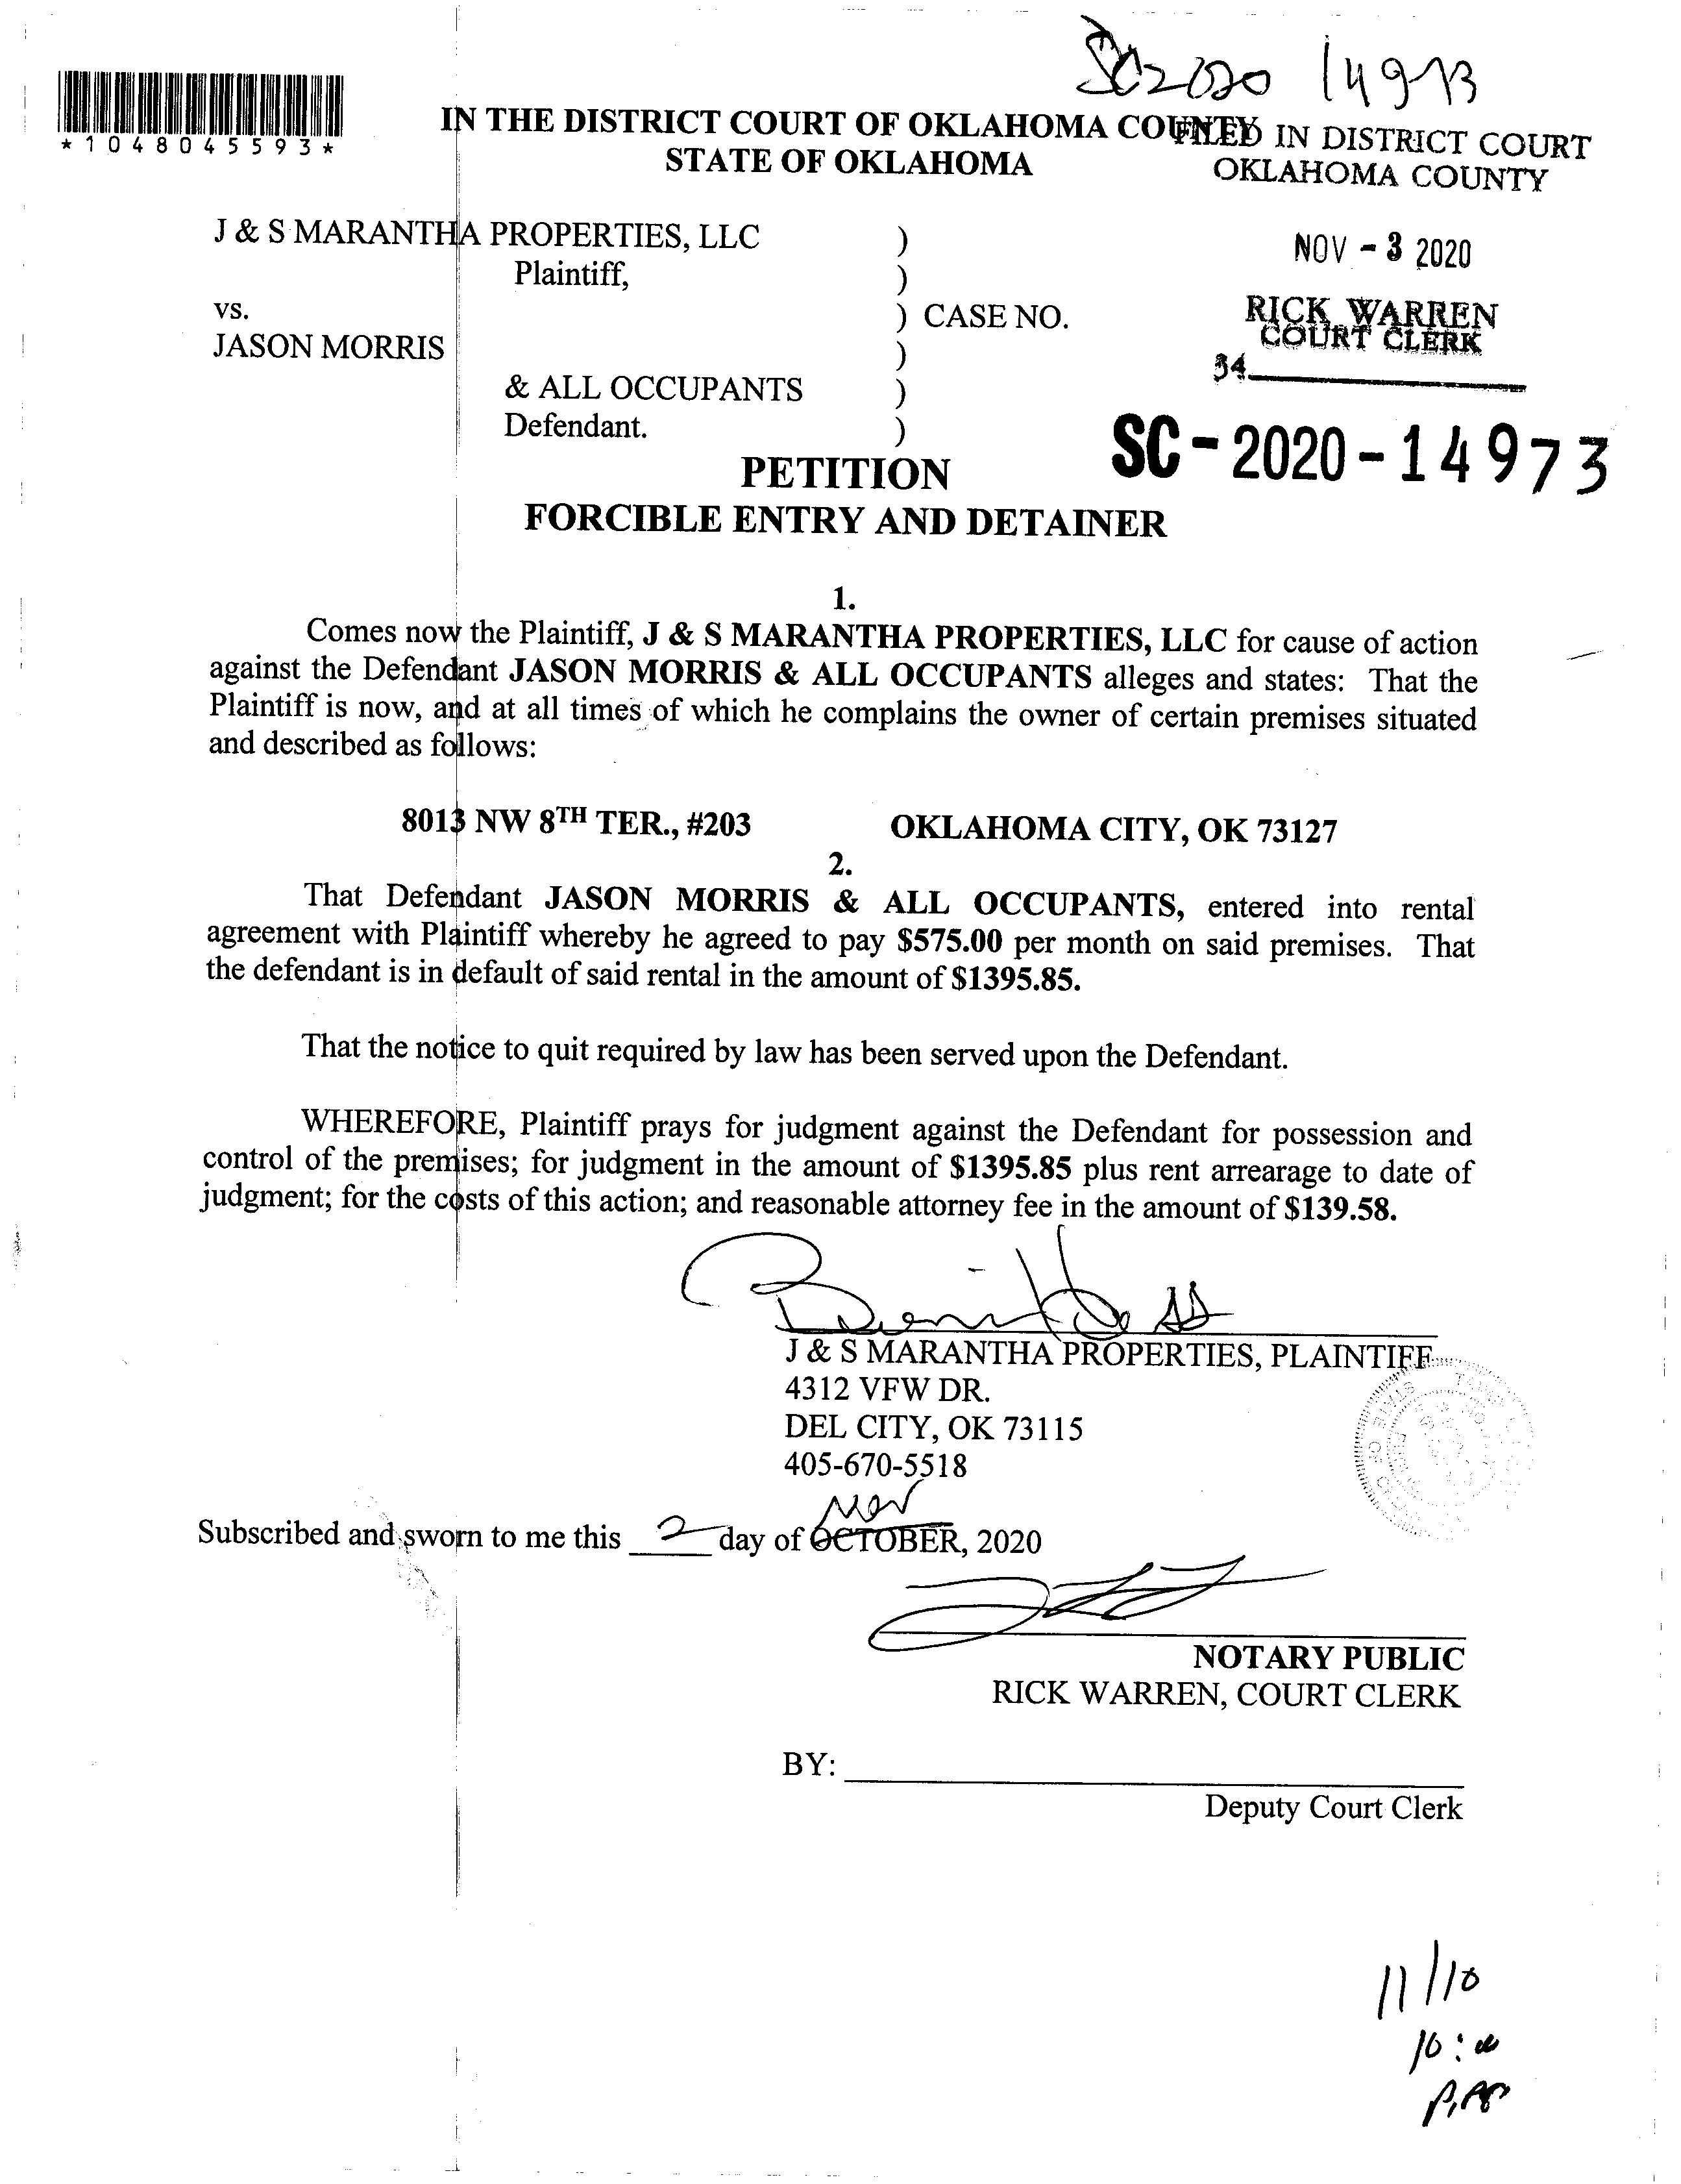 SC2020 14973
*1048045593*
IN THE DISTRICT COURT OF OKLAHOMA COUNTY
FILED IN DISTRICT COURT
STATE OF OKLAHOMA
OKLAHOMA COUNTY
J & S MARANTHA PROPERTIES, LLC )
NOV - 3 2020
Plaintiff, )
vs. ) CASE NO.
RICK WARREN
COURT CLERK
JASON MORRIS )
34
& ALL OCCUPANTS )
Defendant. )
SC-2020-14973
PETITION
FORCIBLE ENTRY AND DETAINER
1.
Comes now the Plaintiff, J & S MARANTHA PROPERTIES, LLC for cause of action
against the Defendant JASON MORRIS & ALL OCCUPANTS alleges and states: That the
Plaintiff is now, and at all times of which he complains the owner of certain premises situated
and described as follows:
8013 NW 8TH TER., #203 OKLAHOMA CITY, OK 73127
2.
That Defendant JASON MORRIS & ALL OCCUPANTS, entered into rental
agreement with Plaintiff whereby he agreed to pay $575.00 per month on said premises. That
the defendant is in default of said rental in the amount of $1395.85.
That the notice to quit required by law has been served upon the Defendant.
WHEREFORE, Plaintiff prays for judgment against the Defendant for possession and
control of the premises; for judgment in the amount of $1395.85 plus rent arrearage to date of
judgment; for the costs of this action; and reasonable attorney fee in the amount of $139.58.
J & S MARANTHA PROPERTIES, PLAINTIFF
4312 VFW DR.
DEL CITY, OK 73115
405-670-5518
Nov
Subscribed and sworn to me this 2 day of OCTOBER, 2020
NOTARY PUBLIC
RICK WARREN, COURT CLERK
BY:
Deputy Court Clerk
11/10
10:00